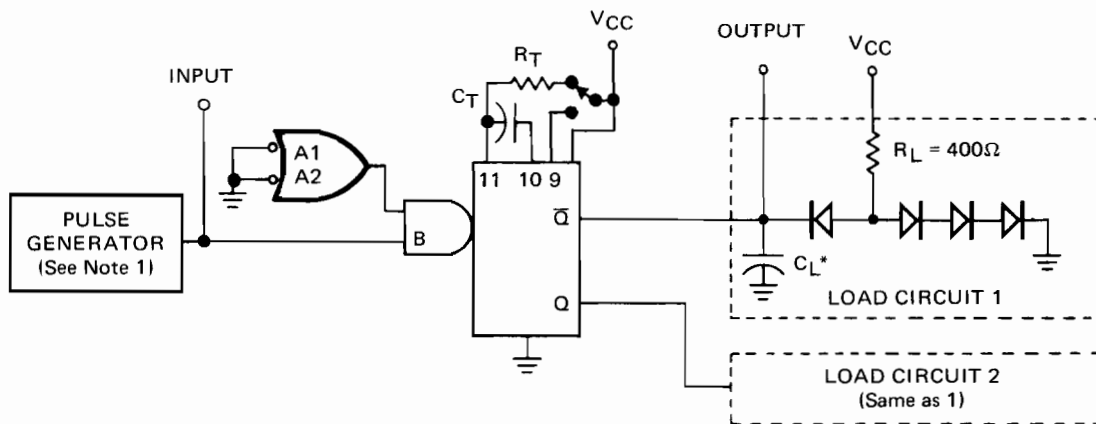 INPUT
PULSE
GENERATOR
(See Note 1)
A1
A2
B
CT
RT
VCC
11
10
9
Q̅
Q
OUTPUT
VCC
RL = 400Ω
CL*
LOAD CIRCUIT 1
LOAD CIRCUIT 2
(Same as 1)